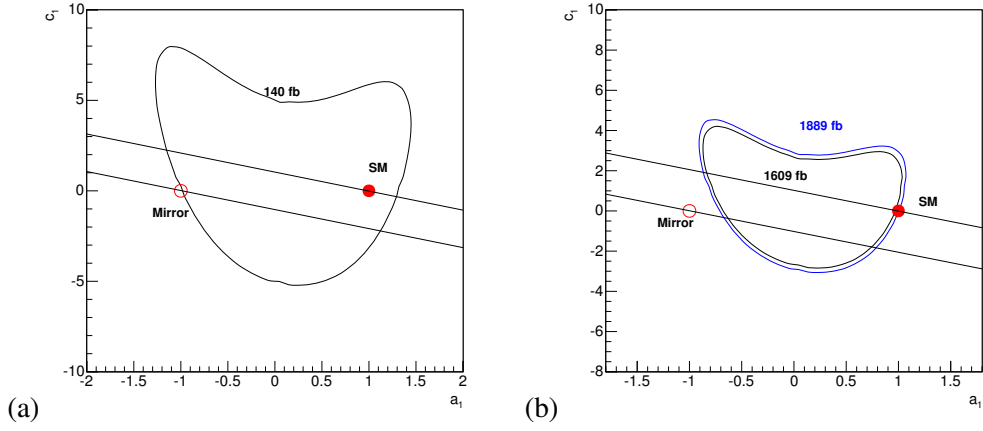 c₁
10
5
0
-5
-10
140 fb
SM
Mirror
-2 -1.5 -1 -0.5 0 0.5 1 1.5 2
a₁
(a)
c₁
10
8
6
4
2
0
-2
-4
-6
-8
1889 fb
1609 fb
SM
Mirror
-1.5 -1 -0.5 0 0.5 1 1.5
a₁
(b)